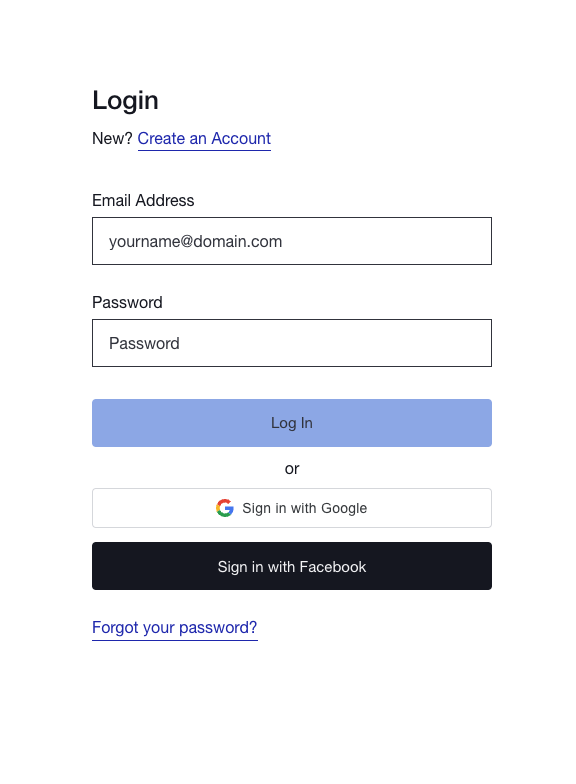 Login
New? Create an Account
Email Address
yourname@domain.com
Password
Password
Log In
or
Sign in with Google
Sign in with Facebook
Forgot your password?